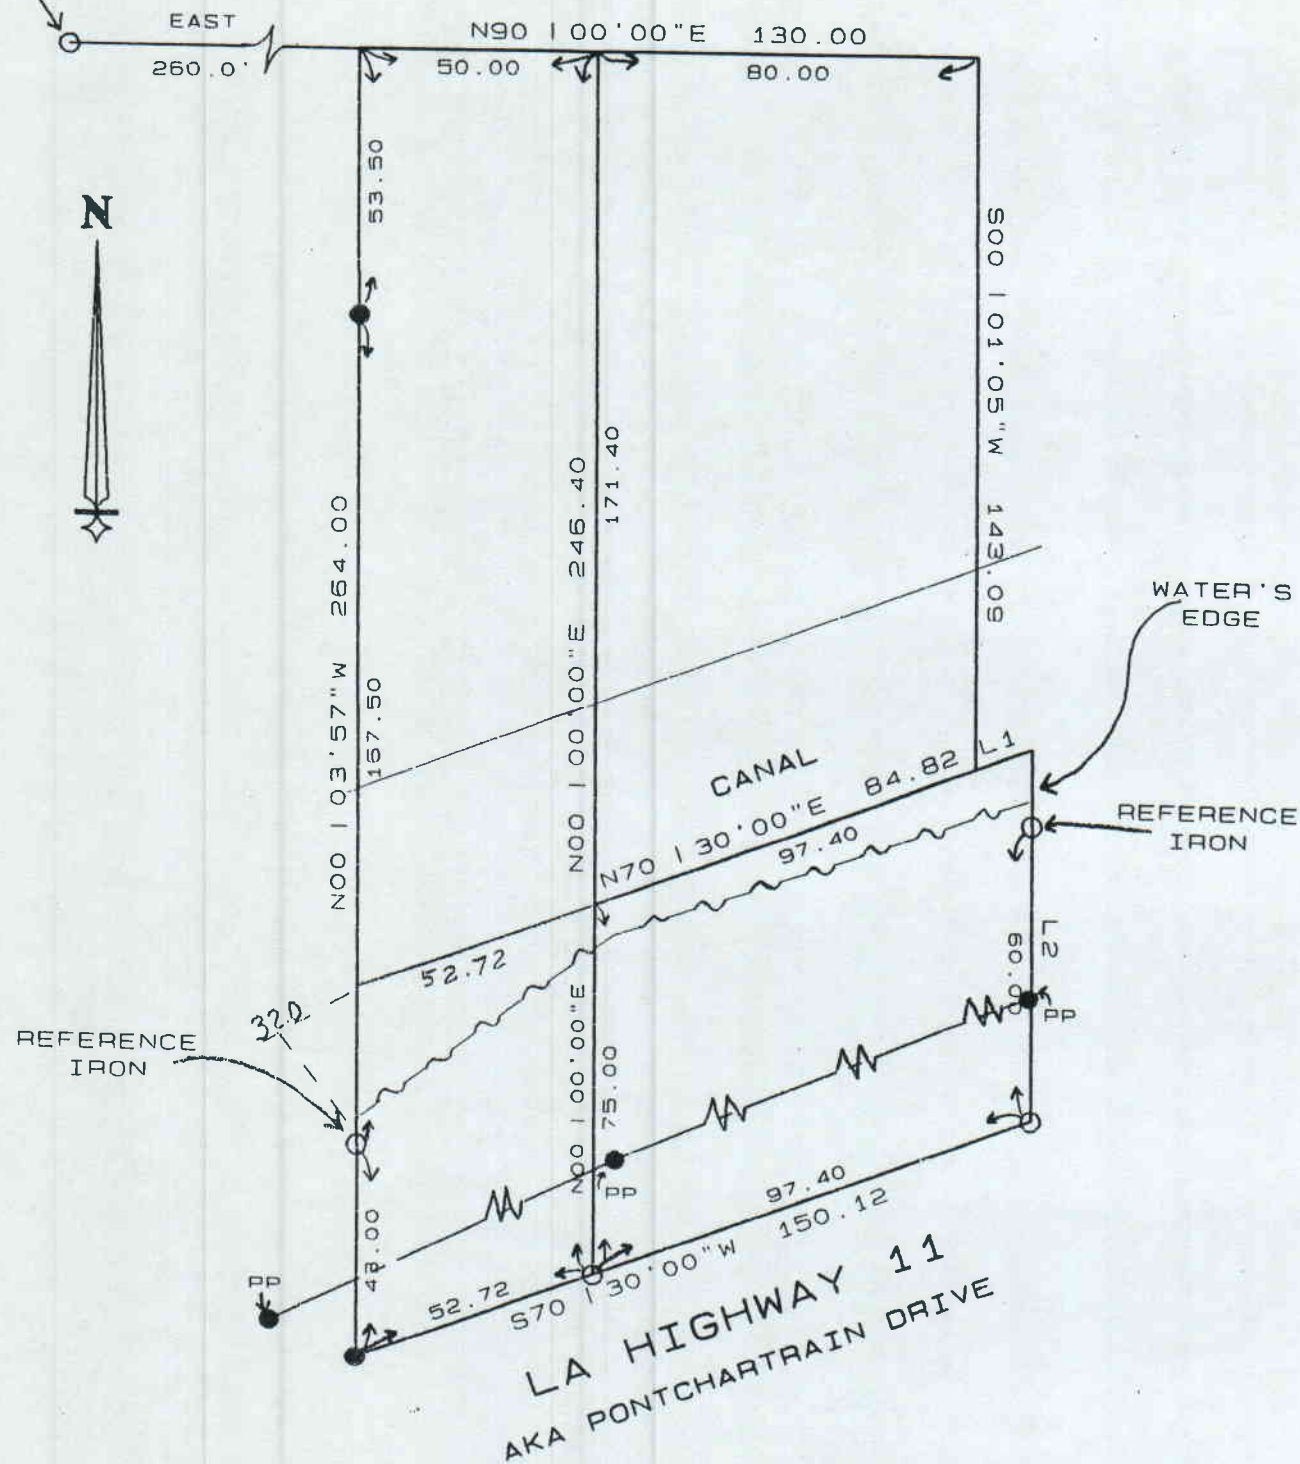 EAST
260.0'
N90 | 00'00"E 130.00
50.00
80.00
53.50
N
S00 | 01'05"W 143.09
N00 | 03'57"W 264.00
167.50
N00 | 00'00"E 246.40
171.40
WATER'S
EDGE
CANAL
N70 | 30'00"E 84.82 L1
97.40
REFERENCE
IRON
52.72
L2
60.00
PP
32.0
REFERENCE
IRON
N00 | 00'00"E
75.00
PP
43.00
PP
52.72
97.40
S70 | 30'00"W 150.12
LA HIGHWAY 11
AKA PONTCHARTRAIN DRIVE